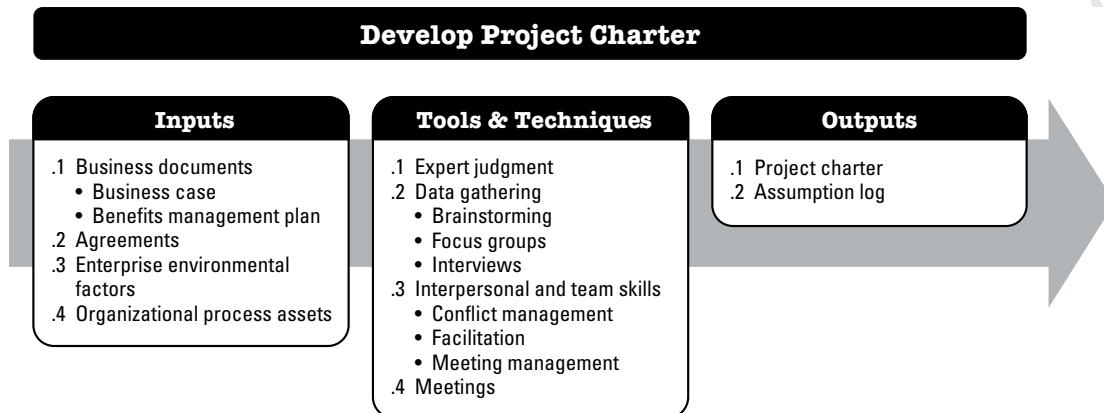 Develop Project Charter
Inputs
.1 Business documents
• Business case
• Benefits management plan
.2 Agreements
.3 Enterprise environmental
factors
.4 Organizational process assets
Tools & Techniques
.1 Expert judgment
.2 Data gathering
• Brainstorming
• Focus groups
• Interviews
.3 Interpersonal and team skills
• Conflict management
• Facilitation
• Meeting management
.4 Meetings
Outputs
.1 Project charter
.2 Assumption log